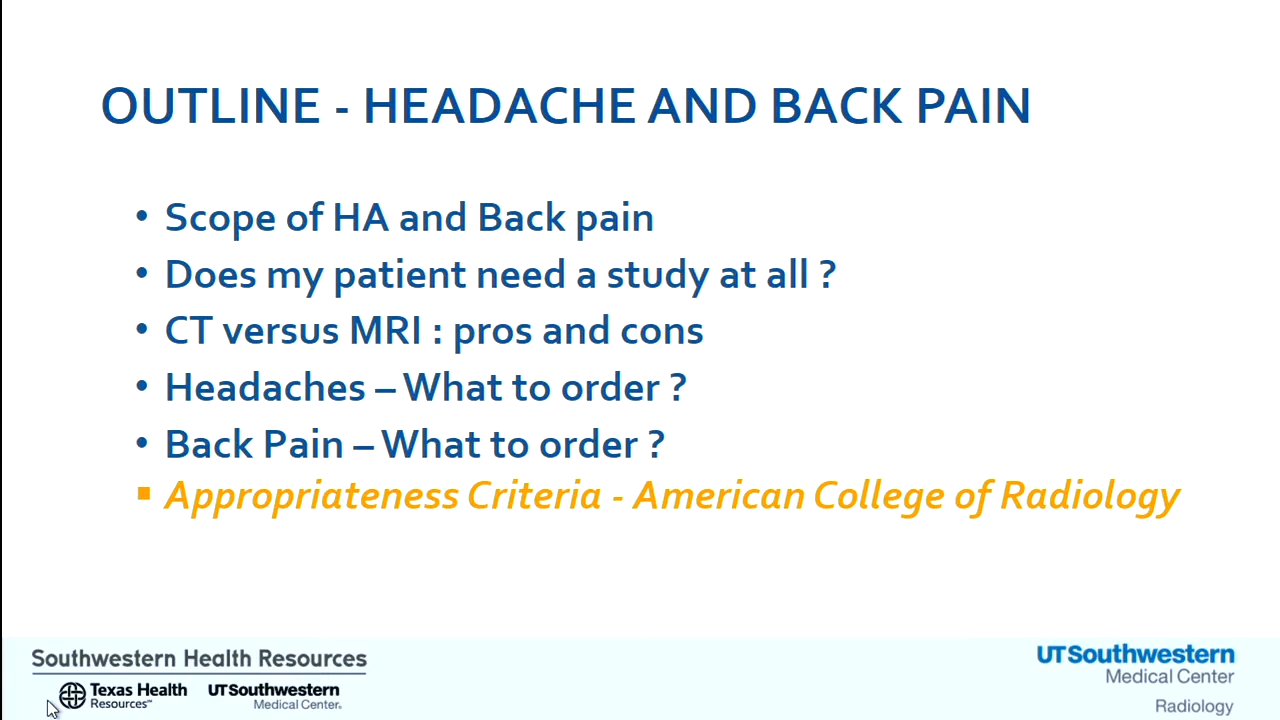 OUTLINE - HEADACHE AND BACK PAIN
• Scope of HA and Back pain
• Does my patient need a study at all ?
• CT versus MRI : pros and cons
• Headaches – What to order ?
• Back Pain – What to order ?
▪ Appropriateness Criteria - American College of Radiology
Southwestern Health Resources
Texas Health
Resources℠
UTSouthwestern
Medical Center.
UTSouthwestern
Medical Center
Radiology